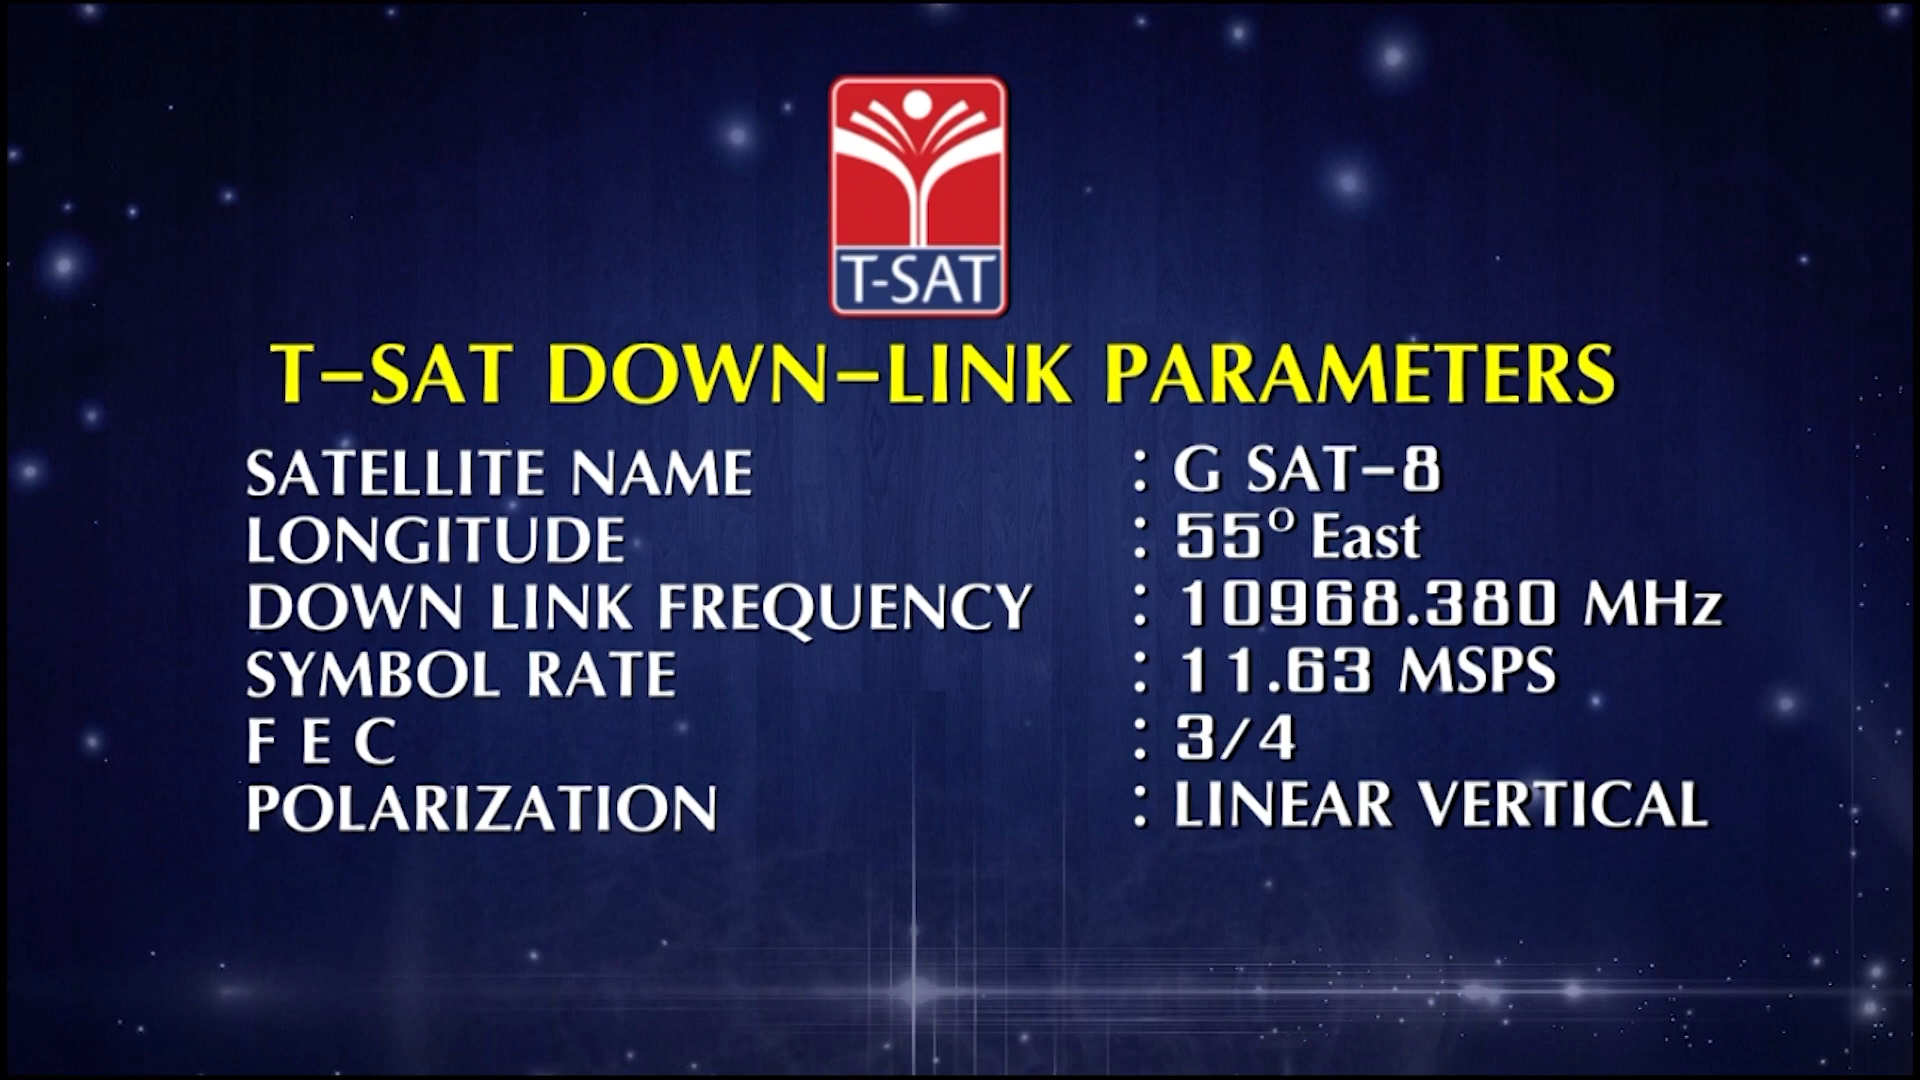 T-SAT
T-SAT DOWN-LINK PARAMETERS
SATELLITE NAME : G SAT-8
LONGITUDE : 55° East
DOWN LINK FREQUENCY : 10968.380 MHz
SYMBOL RATE : 11.63 MSPS
F E C : 3/4
POLARIZATION : LINEAR VERTICAL